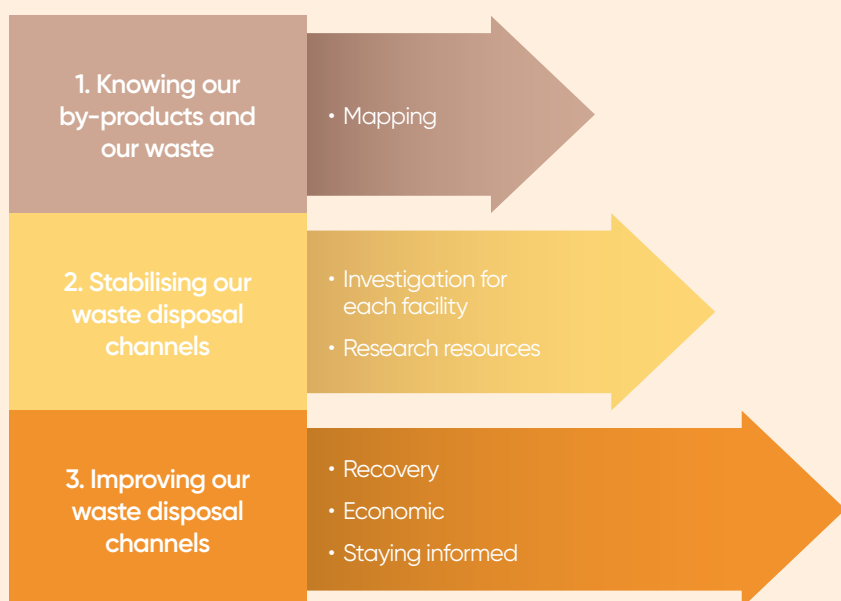 1. Knowing our
by-products and
our waste
• Mapping
2. Stabilising our
waste disposal
channels
• Investigation for
each facility
• Research resources
3. Improving our
waste disposal
channels
• Recovery
• Economic
• Staying informed